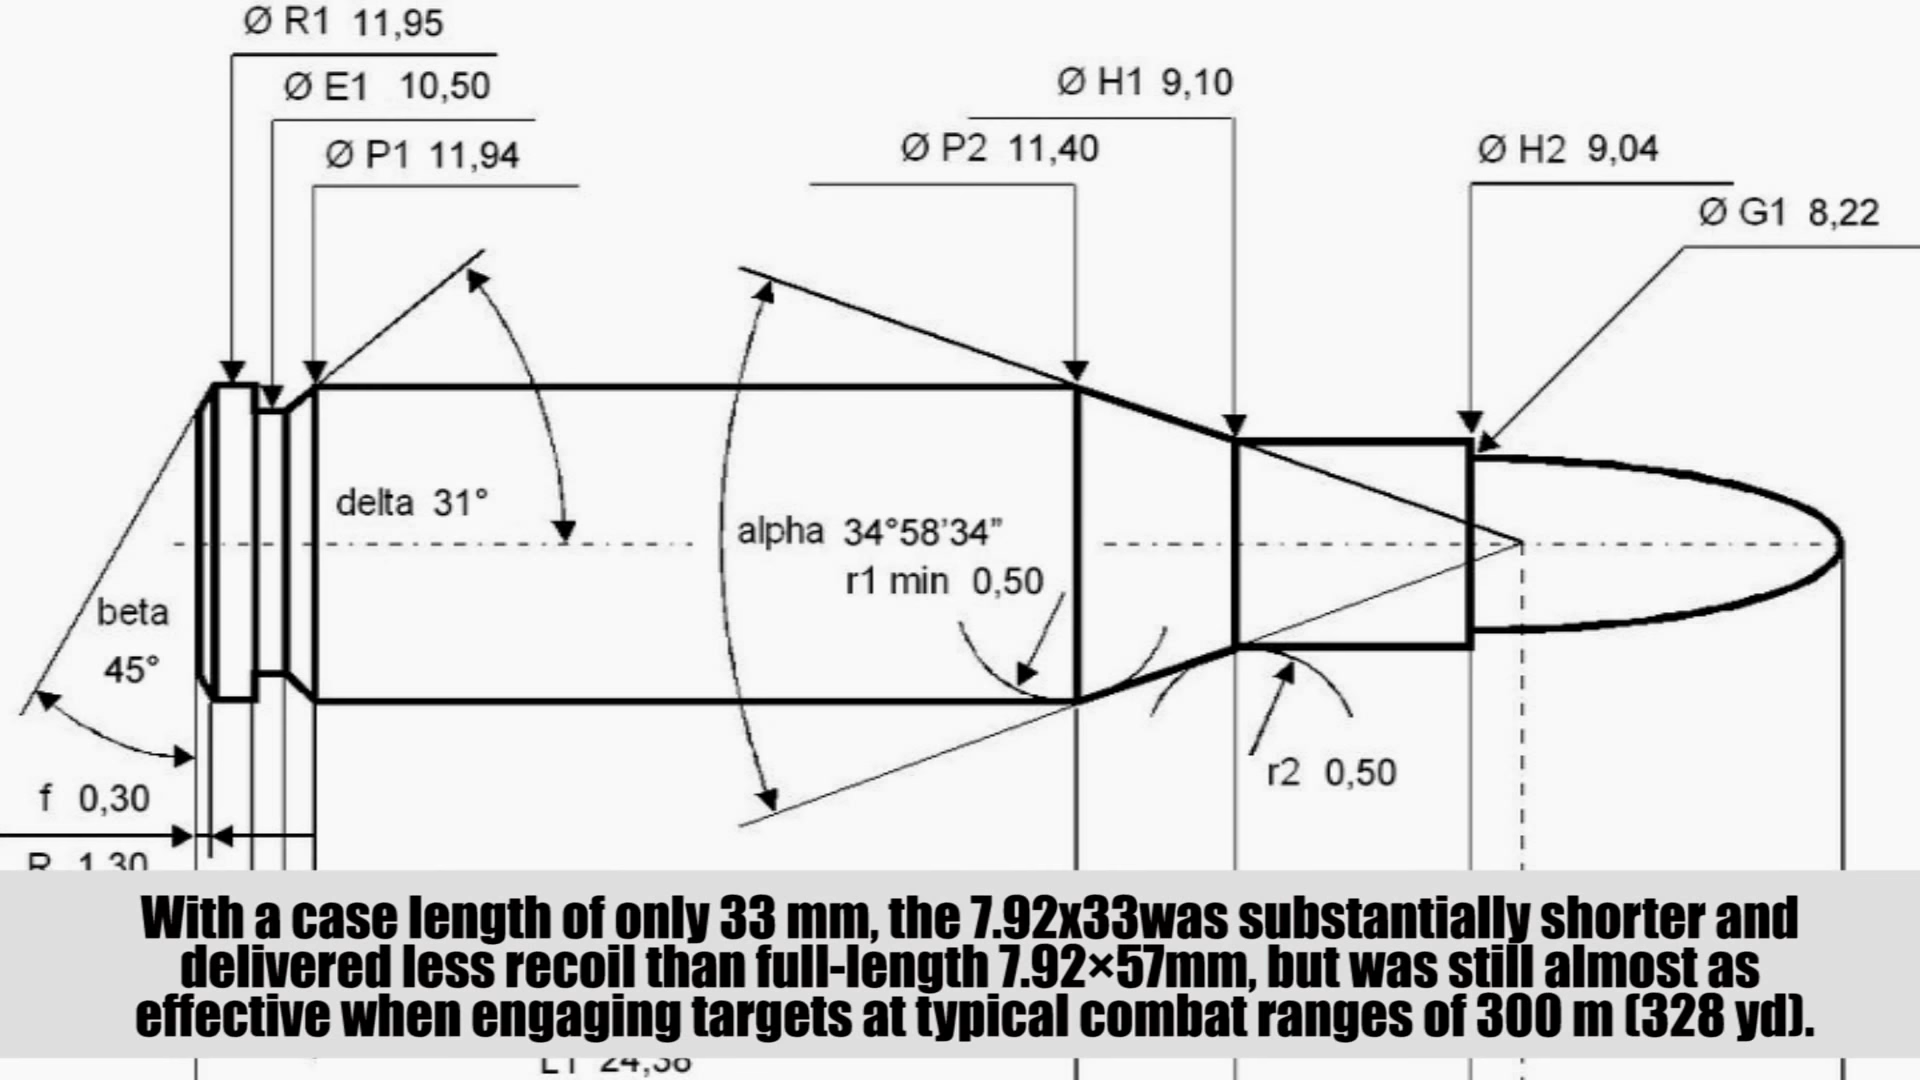 Ø R1 11,95
Ø E1 10,50
Ø P1 11,94
Ø H1 9,10
Ø P2 11,40
Ø H2 9,04
Ø G1 8,22
delta 31°
alpha 34°58'34”
r1 min 0,50
beta
45°
r2 0,50
f 0,30
R 1,30
With a case length of only 33 mm, the 7.92x33was substantially shorter and
delivered less recoil than full-length 7.92×57mm, but was still almost as
effective when engaging targets at typical combat ranges of 300 m (328 yd).